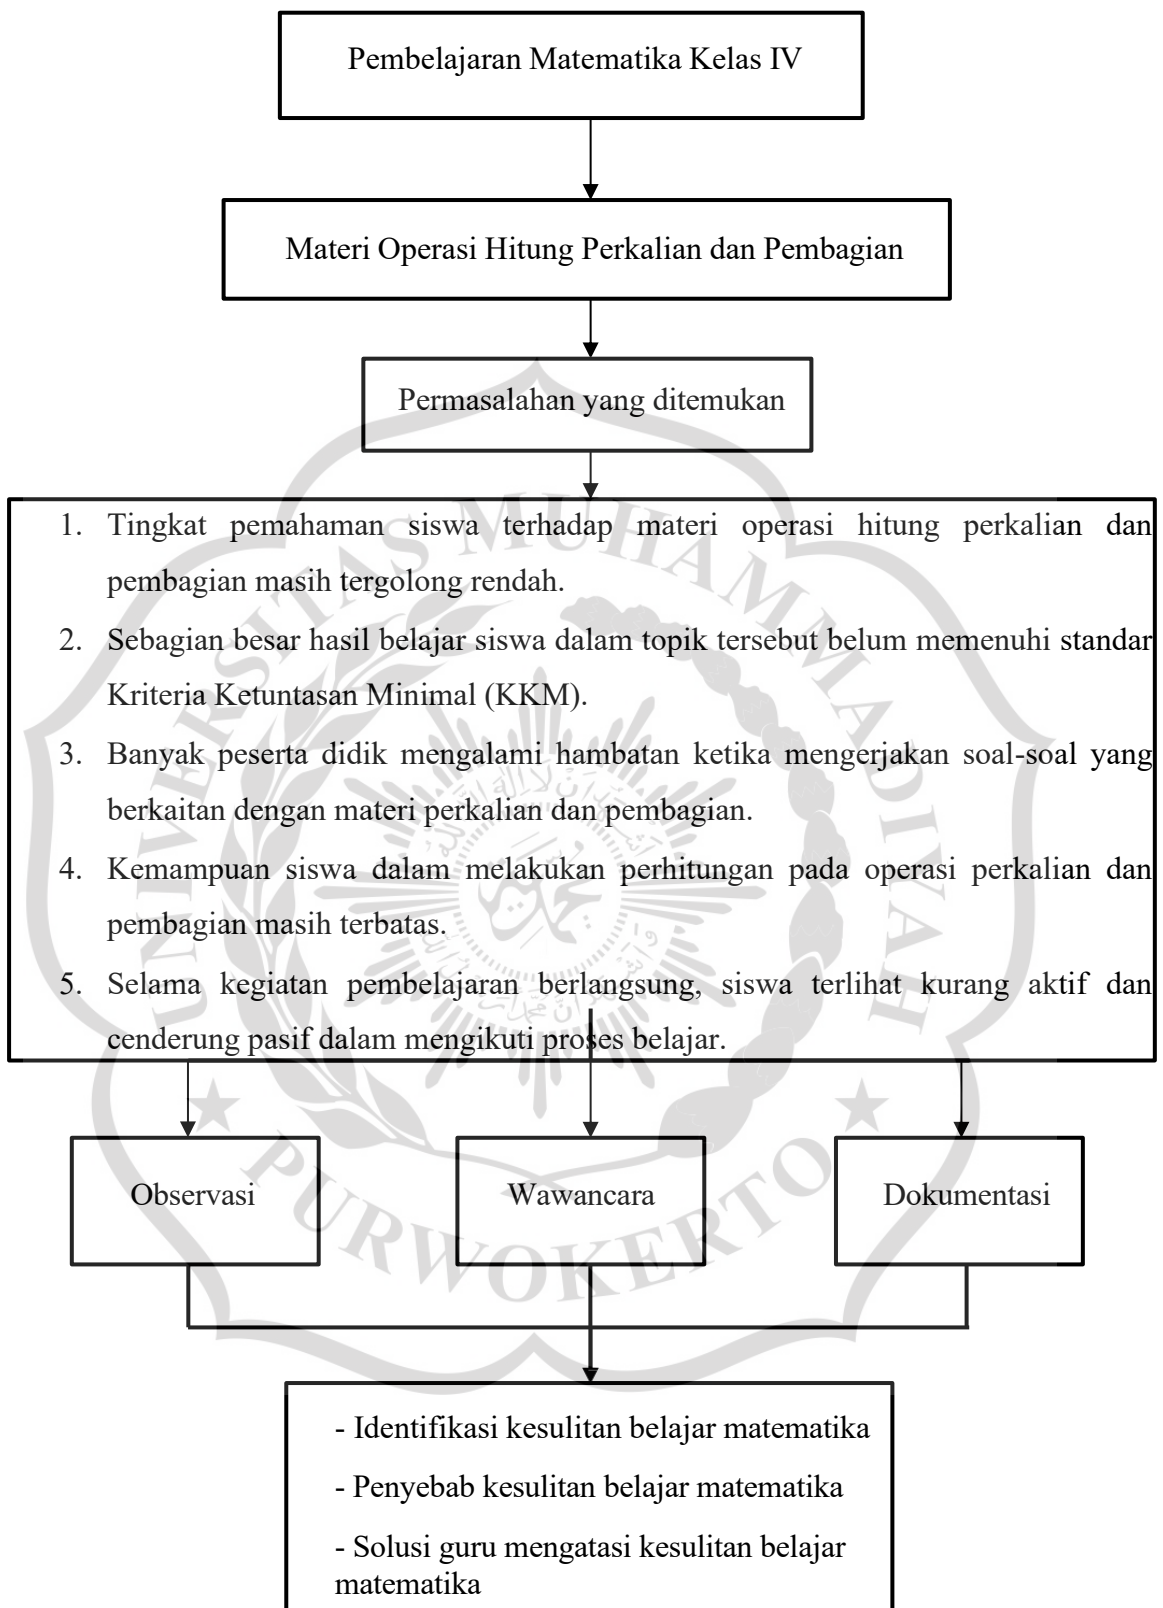 Pembelajaran Matematika Kelas IV
Materi Operasi Hitung Perkalian dan Pembagian
Permasalahan yang ditemukan
1. Tingkat pemahaman siswa terhadap materi operasi hitung perkalian dan
pembagian masih tergolong rendah.
2. Sebagian besar hasil belajar siswa dalam topik tersebut belum memenuhi standar
Kriteria Ketuntasan Minimal (KKM).
3. Banyak peserta didik mengalami hambatan ketika mengerjakan soal-soal yang
berkaitan dengan materi perkalian dan pembagian.
4. Kemampuan siswa dalam melakukan perhitungan pada operasi perkalian dan
pembagian masih terbatas.
5. Selama kegiatan pembelajaran berlangsung, siswa terlihat kurang aktif dan
cenderung pasif dalam mengikuti proses belajar.
Observasi
Wawancara
Dokumentasi
- Identifikasi kesulitan belajar matematika
- Penyebab kesulitan belajar matematika
- Solusi guru mengatasi kesulitan belajar
matematika
UNIVERSITAS MUHAMMADIYAH
PURWOKERTO